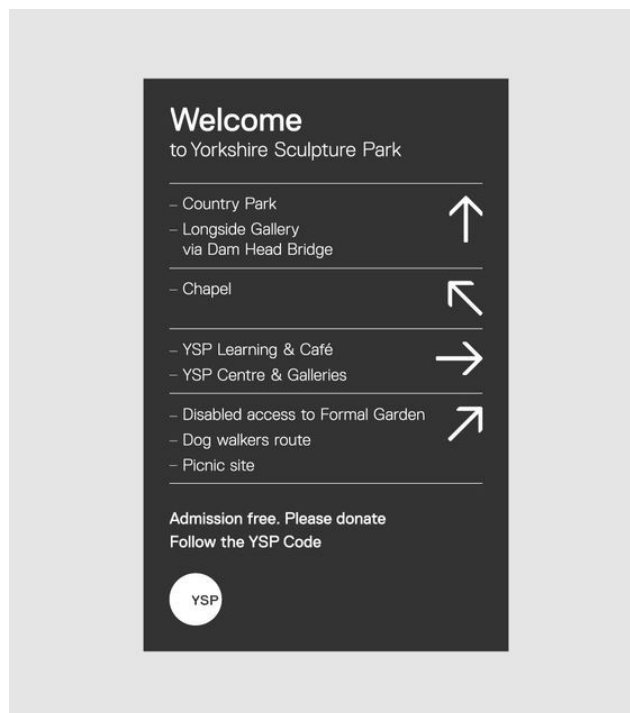 Welcome
to Yorkshire Sculpture Park
– Country Park
– Longside Gallery
via Dam Head Bridge
– Chapel
– YSP Learning & Café
– YSP Centre & Galleries
– Disabled access to Formal Garden
– Dog walkers route
– Picnic site
Admission free. Please donate
Follow the YSP Code
YSP